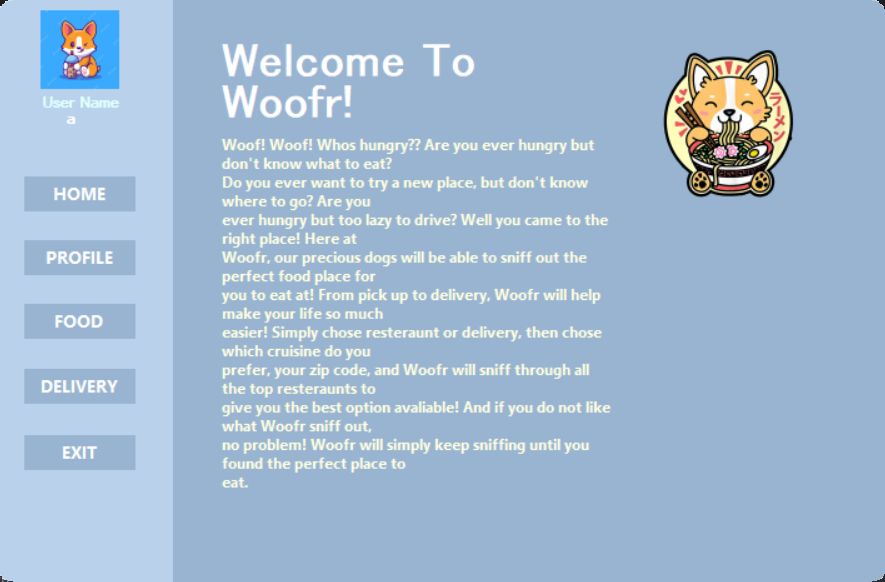 User Name
a
HOME
PROFILE
FOOD
DELIVERY
EXIT
Welcome To
Woofr!
Woof! Woof! Whos hungry?? Are you ever hungry but
don't know what to eat?
Do you ever want to try a new place, but don't know
where to go? Are you
ever hungry but too lazy to drive? Well you came to the
right place! Here at
Woofr, our precious dogs will be able to sniff out the
perfect food place for
you to eat at! From pick up to delivery, Woofr will help
make your life so much
easier! Simply chose resteraunt or delivery, then chose
which cruisine do you
prefer, your zip code, and Woofr will sniff through all
the top resteraunts to
give you the best option avaliable! And if you do not like
what Woofr sniff out,
no problem! Woofr will simply keep sniffing until you
found the perfect place to
eat.
ラーメン